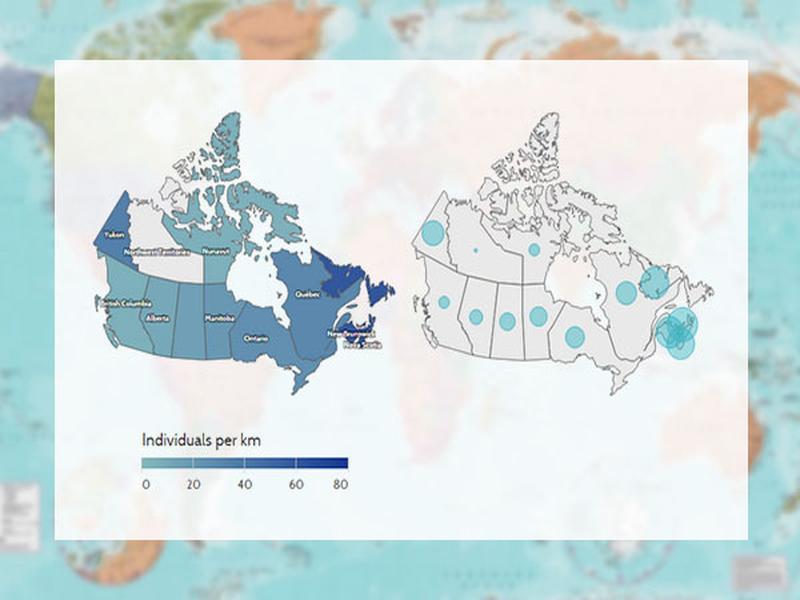 Yukon
Northwest Territories
Nunavut
British Columbia
Alberta
Manitoba
Ontario
Québec
New Brunswick
Nova Scotia
Individuals per km
0 20 40 60 80